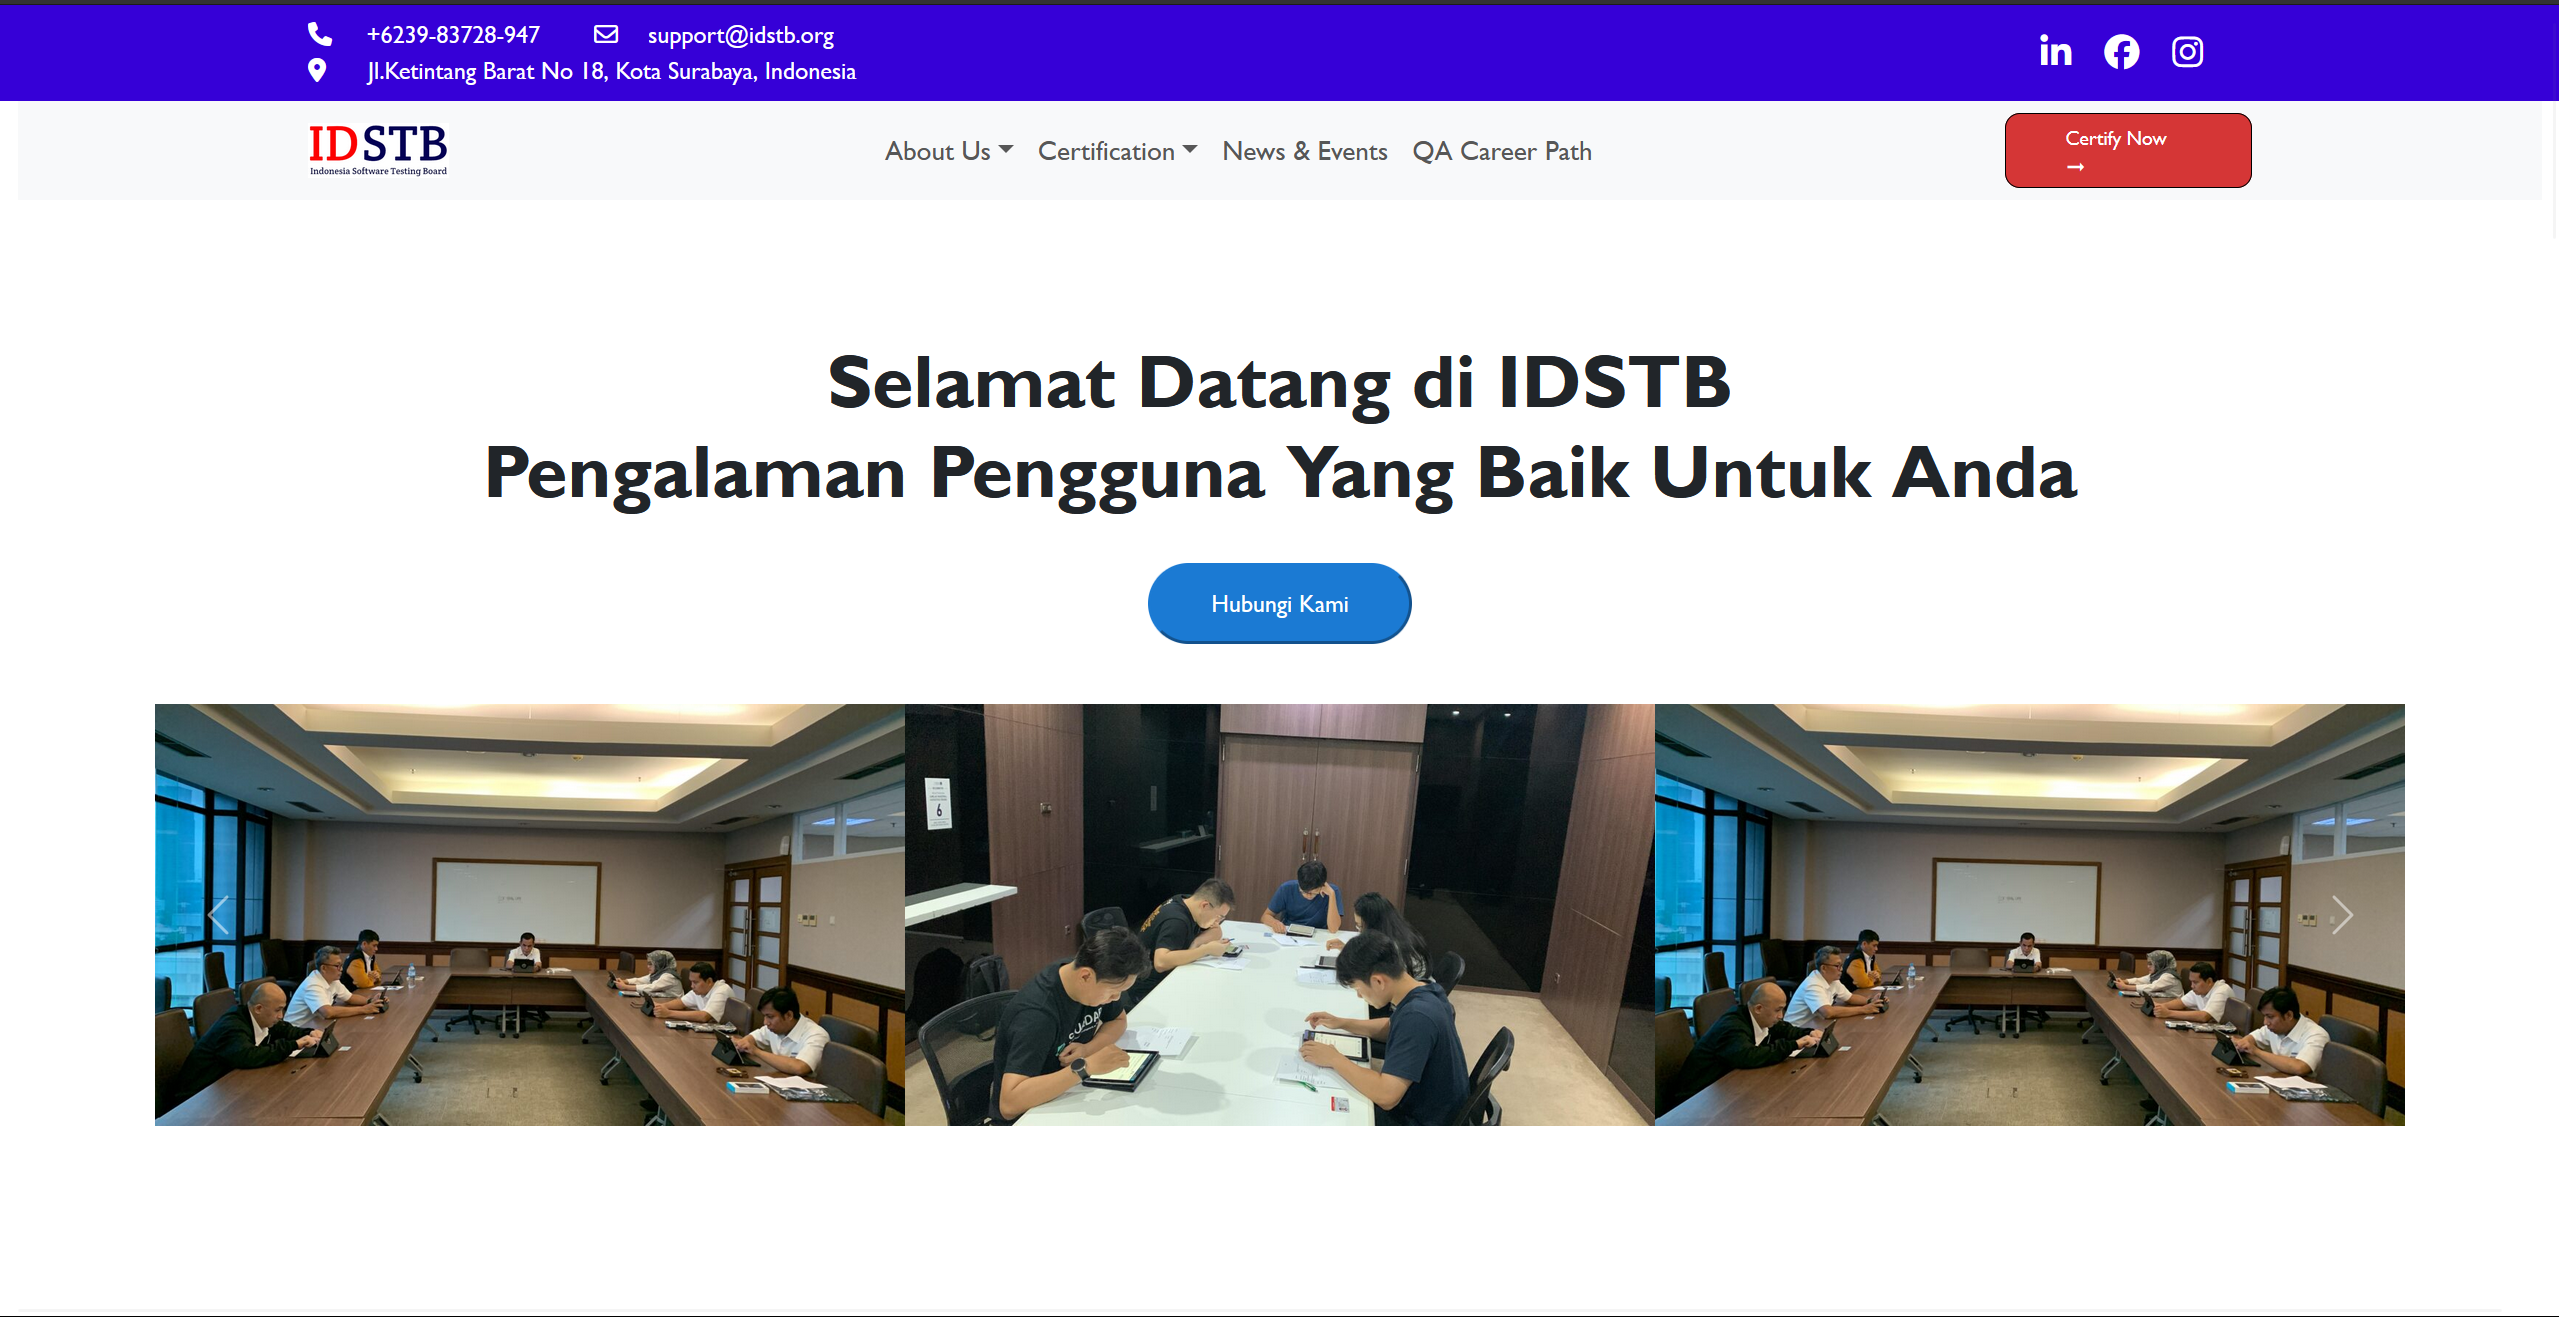 +6239-83728-947 support@idstb.org
Jl.Ketintang Barat No 18, Kota Surabaya, Indonesia
IDSTB
Indonesia Software Testing Board
About Us Certification News & Events QA Career Path
Certify Now
→
Selamat Datang di IDSTB
Pengalaman Pengguna Yang Baik Untuk Anda
Hubungi Kami
6